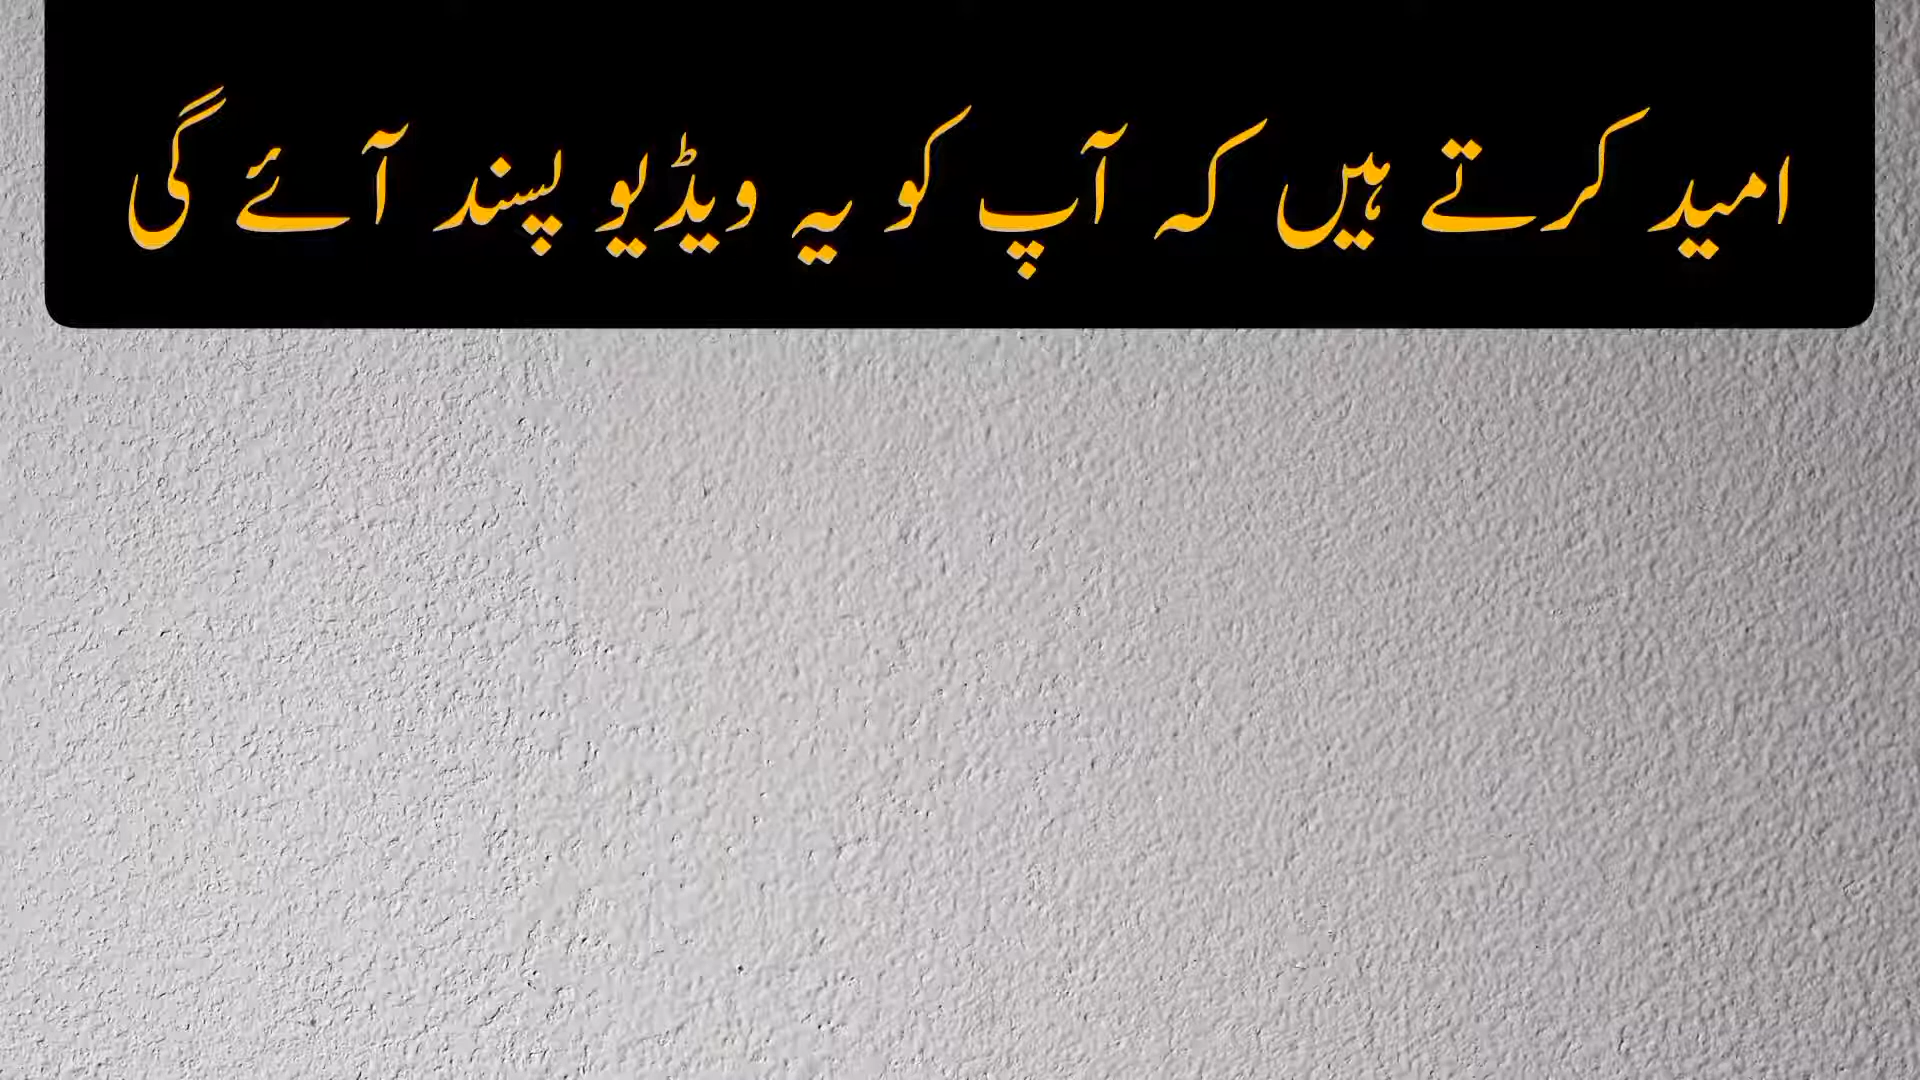 امید کرتے ہیں کہ آپ کو یہ ویڈیو پسند آئے گی